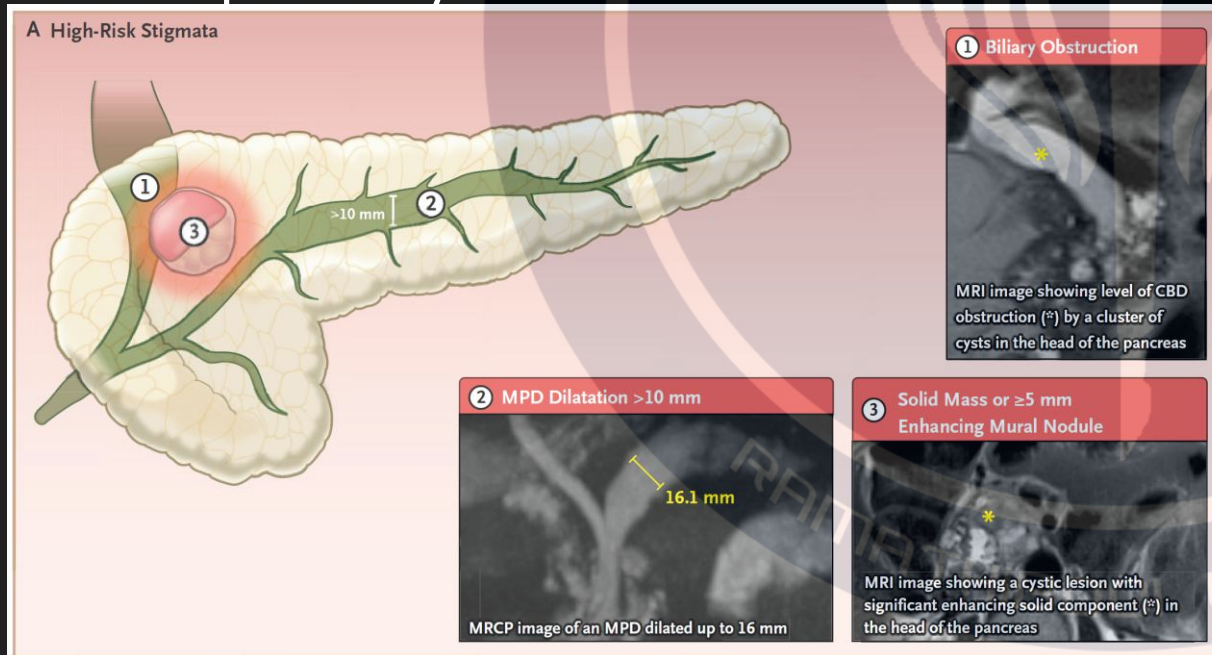 A High-Risk Stigmata
1 Biliary Obstruction
MRI image showing level of CBD
obstruction (*) by a cluster of
cysts in the head of the pancreas
1
3
>10 mm
2
2 MPD Dilatation >10 mm
16.1 mm
MRCP image of an MPD dilated up to 16 mm
3 Solid Mass or ≥5 mm
Enhancing Mural Nodule
*
MRI image showing a cystic lesion with
significant enhancing solid component (*) in
the head of the pancreas